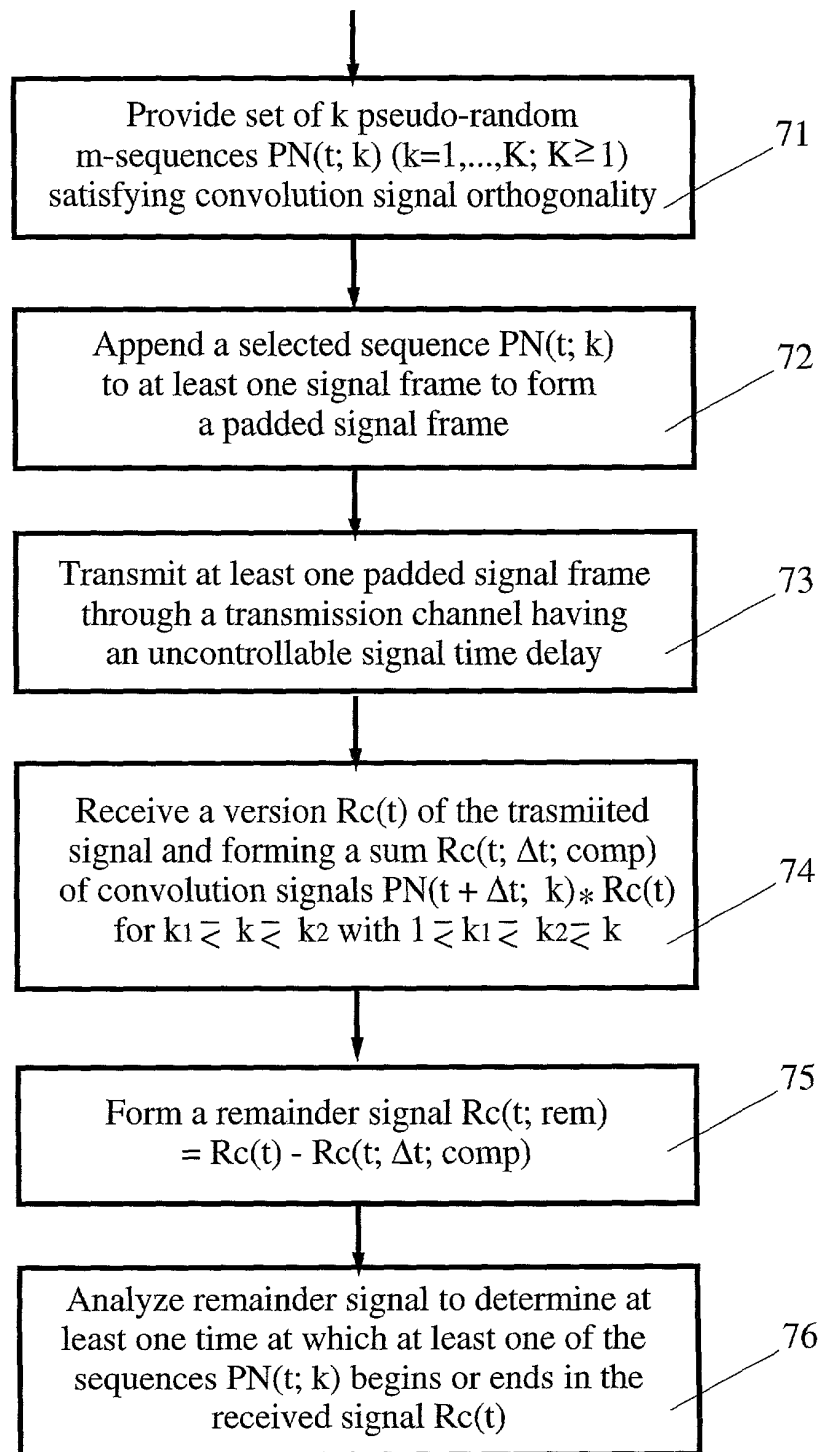 Provide set of k pseudo-random
m-sequences PN(t; k) (k=1,...,K; K≥1)
satisfying convolution signal orthogonality
71
Append a selected sequence PN(t; k)
to at least one signal frame to form
a padded signal frame
72
Transmit at least one padded signal frame
through a transmission channel having
an uncontrollable signal time delay
73
Receive a version Rc(t) of the trasmiited
signal and forming a sum Rc(t; Δt; comp)
of convolution signals PN(t + Δt; k)* Rc(t)
for k1 ≤ k ≤ k2 with 1 ≤ k1 ≤ k2 ≤ k
74
Form a remainder signal Rc(t; rem)
= Rc(t) - Rc(t; Δt; comp)
75
Analyze remainder signal to determine at
least one time at which at least one of the
sequences PN(t; k) begins or ends in the
received signal Rc(t)
76